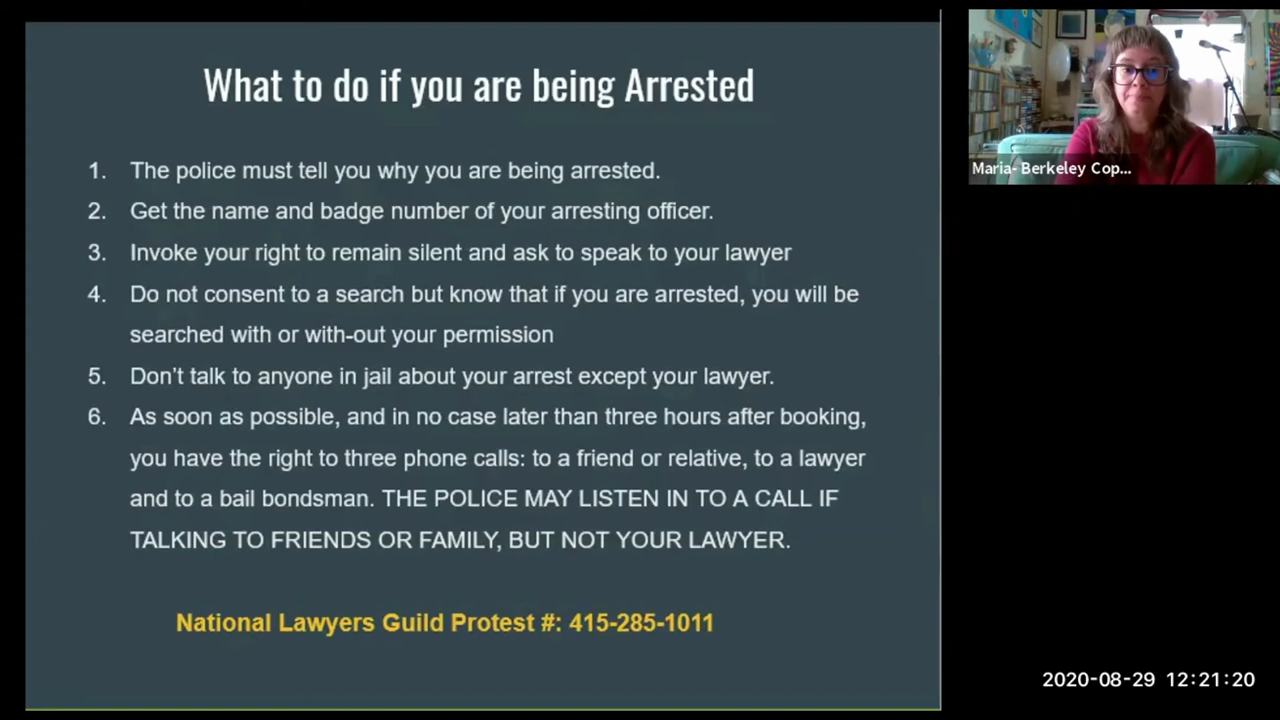 What to do if you are being Arrested
1. The police must tell you why you are being arrested.
2. Get the name and badge number of your arresting officer.
3. Invoke your right to remain silent and ask to speak to your lawyer
4. Do not consent to a search but know that if you are arrested, you will be
searched with or with-out your permission
5. Don't talk to anyone in jail about your arrest except your lawyer.
6. As soon as possible, and in no case later than three hours after booking,
you have the right to three phone calls: to a friend or relative, to a lawyer
and to a bail bondsman. THE POLICE MAY LISTEN IN TO A CALL IF
TALKING TO FRIENDS OR FAMILY, BUT NOT YOUR LAWYER.
National Lawyers Guild Protest #: 415-285-1011
Maria- Berkeley Cop...
2020-08-29 12:21:20